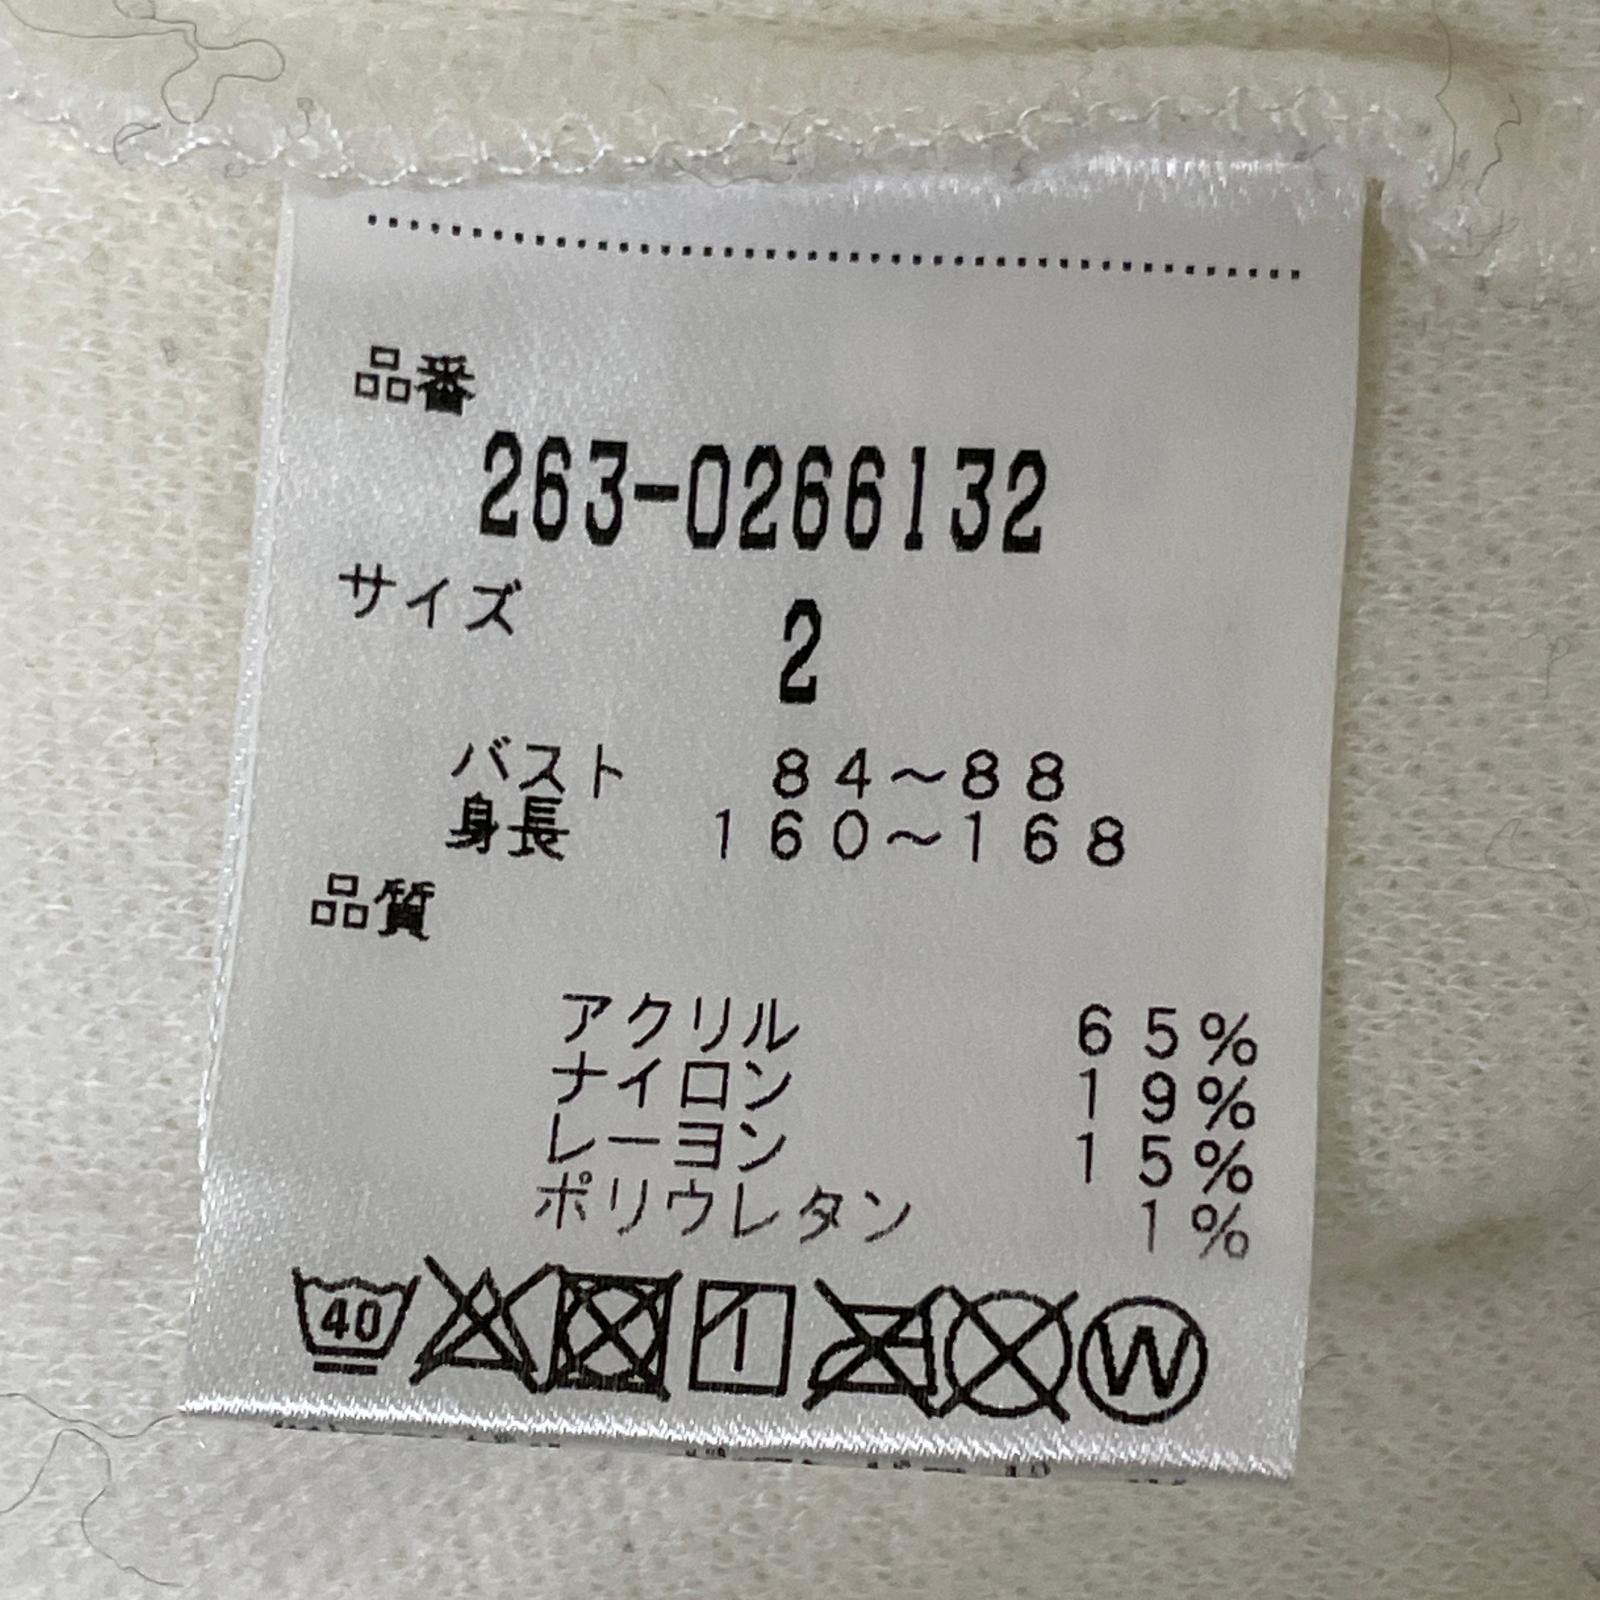 品番
263-0266132
サイズ
2
バスト 84～88
身長 160～168
品質
アクリル 65%
ナイロン 19%
レーヨン 15%
ポリウレタン 1%
40 W